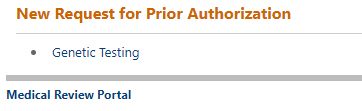 New Request for Prior Authorization
Genetic Testing
Medical Review Portal